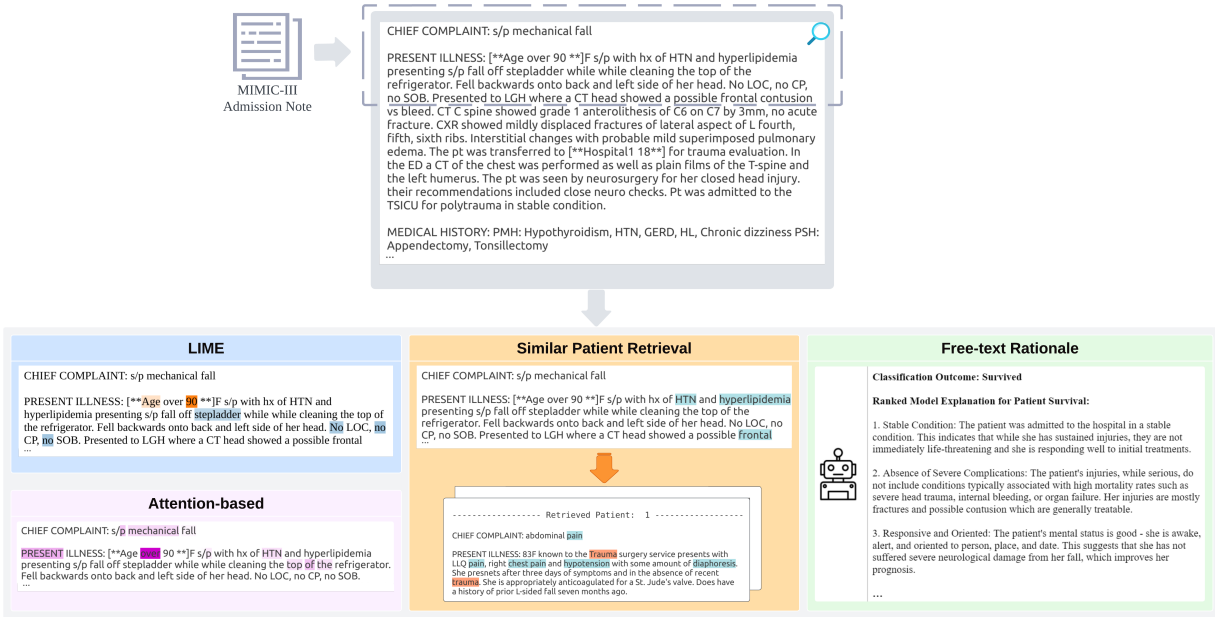 MIMIC-III
Admission Note
CHIEF COMPLAINT: s/p mechanical fall
PRESENT ILLNESS: [**Age over 90 **]F s/p with hx of HTN and hyperlipidemia
presenting s/p fall off stepladder while while cleaning the top of the
refrigerator. Fell backwards onto back and left side of her head. No LOC, no CP,
no SOB. Presented to LGH where a CT head showed a possible frontal contusion
vs bleed. CT C spine showed grade 1 anterolithesis of C6 on C7 by 3mm, no acute
fracture. CXR showed mildly displaced fractures of lateral aspect of L fourth,
fifth, sixth ribs. Interstitial changes with probable mild superimposed pulmonary
edema. The pt was transferred to [**Hospital1 18**] for trauma evaluation. In
the ED a CT of the chest was performed as well as plain films of the T-spine and
the left humerus. The pt was seen by neurosurgery for her closed head injury.
their recommendations included close neuro checks. Pt was admitted to the
TSICU for polytrauma in stable condition.
MEDICAL HISTORY: PMH: Hypothyroidism, HTN, GERD, HL, Chronic dizziness PSH:
Appendectomy, Tonsillectomy
...
LIME
CHIEF COMPLAINT: s/p mechanical fall
PRESENT ILLNESS: [**Age over 90 **]F s/p with hx of HTN and
hyperlipidemia presenting s/p fall off stepladder while while cleaning the top of
the refrigerator. Fell backwards onto back and left side of her head. No LOC, no
CP, no SOB. Presented to LGH where a CT head showed a possible frontal
...
Attention-based
CHIEF COMPLAINT: s/p mechanical fall
PRESENT ILLNESS: [**Age over 90 **]F s/p with hx of HTN and hyperlipidemia
presenting s/p fall off stepladder while while cleaning the top of the refrigerator.
Fell backwards onto back and left side of her head. No LOC, no CP, no SOB.
...
Similar Patient Retrieval
CHIEF COMPLAINT: s/p mechanical fall
PRESENT ILLNESS: [**Age over 90 **]F s/p with hx of HTN and hyperlipidemia
presenting s/p fall off stepladder while while cleaning the top of the
refrigerator. Fell backwards onto back and left side of her head. No LOC, no
CP, no SOB. Presented to LGH where a CT head showed a possible frontal
...
------------------ Retrieved Patient: 1 ------------------
CHIEF COMPLAINT: abdominal pain
PRESENT ILLNESS: 83F known to the Trauma surgery service presents with
LLQ pain, right chest pain and hypotension with some amount of diaphoresis.
She presnets after three days of symptoms and in the absence of recent
trauma. She is appropriately anticoagulated for a St. Jude's valve. Does have
a history of prior L-sided fall seven months ago.
Free-text Rationale
Classification Outcome: Survived
Ranked Model Explanation for Patient Survival:
1. Stable Condition: The patient was admitted to the hospital in a stable
condition. This indicates that while she has sustained injuries, they are not
immediately life-threatening and she is responding well to initial treatments.
2. Absence of Severe Complications: The patient's injuries, while serious, do
not include conditions typically associated with high mortality rates such as
severe head trauma, internal bleeding, or organ failure. Her injuries are mostly
fractures and possible contusion which are generally treatable.
3. Responsive and Oriented: The patient's mental status is good - she is awake,
alert, and oriented to person, place, and date. This suggests that she has not
suffered severe neurological damage from her fall, which improves her
prognosis.
...